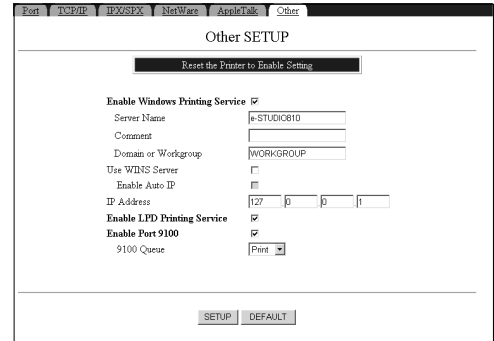 Port TCP/IP IPX/SPX NetWare AppleTalk Other
Other SETUP
Reset the Printer to Enable Setting
Enable Windows Printing Service
Server Name e-STUDIO810
Comment
Domain or Workgroup WORKGROUP
Use WINS Server
Enable Auto IP
IP Address 127 .0 .0 .1
Enable LPD Printing Service
Enable Port 9100
9100 Queue Print
SETUP DEFAULT